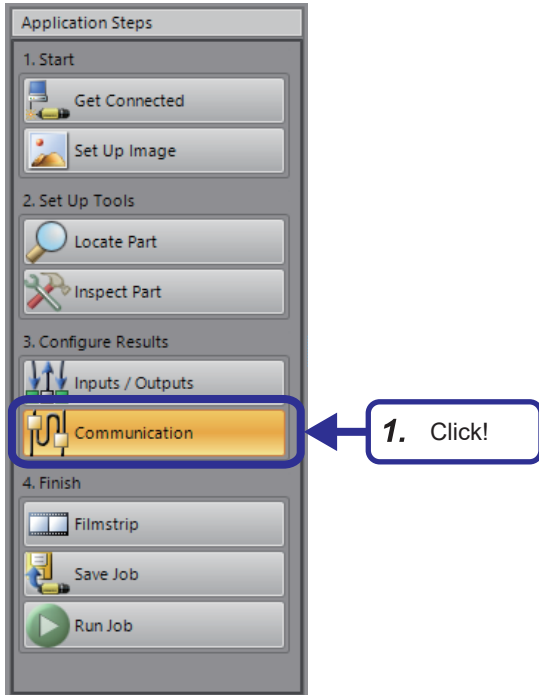 Application Steps
1. Start
Get Connected
Set Up Image
2. Set Up Tools
Locate Part
Inspect Part
3. Configure Results
Inputs / Outputs
Communication
1. Click!
4. Finish
Filmstrip
Save Job
Run Job